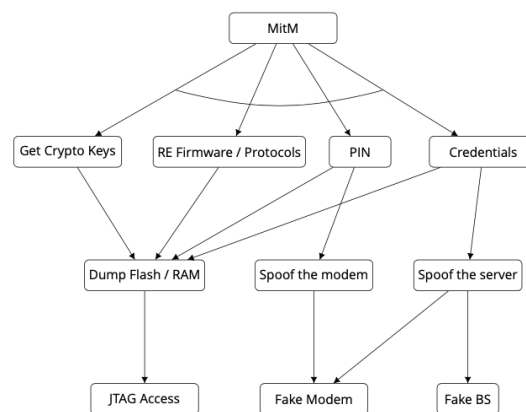 MitM
Get Crypto Keys
RE Firmware / Protocols
PIN
Credentials
Dump Flash / RAM
Spoof the modem
Spoof the server
JTAG Access
Fake Modem
Fake BS